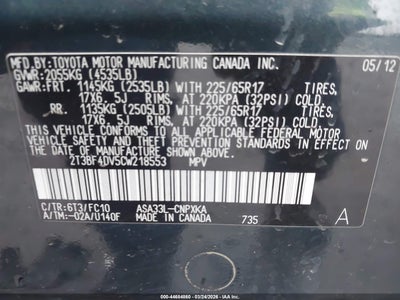 MFD. BY: TOYOTA MOTOR MANUFACTURING CANADA INC. 05/12
GVWR: 2055KG (4535LB)
GAWR: FRT. 1145KG (2535LB) WITH 225/65R17 TIRES,
17X6. 5J RIMS, AT 220KPA (32PSI) COLD.
RR. 1135KG (2505LB) WITH 225/65R17 TIRES,
17X6. 5J RIMS, AT 220KPA (32PSI) COLD.
THIS VEHICLE CONFORMS TO ALL APPLICABLE FEDERAL MOTOR
VEHICLE SAFETY, BUMPER, AND THEFT PREVENTION STANDARDS IN
EFFECT ON THE DATE OF MANUFACTURE SHOWN ABOVE.
2T3BF4DV5CW218553 MPV
C/TR:6T3/FC10 ASA33L-CNPXKA
A/TM:-02A/U140F MADE IN CANADA 735 A
000-44604060 - 03/24/2026 - IAA